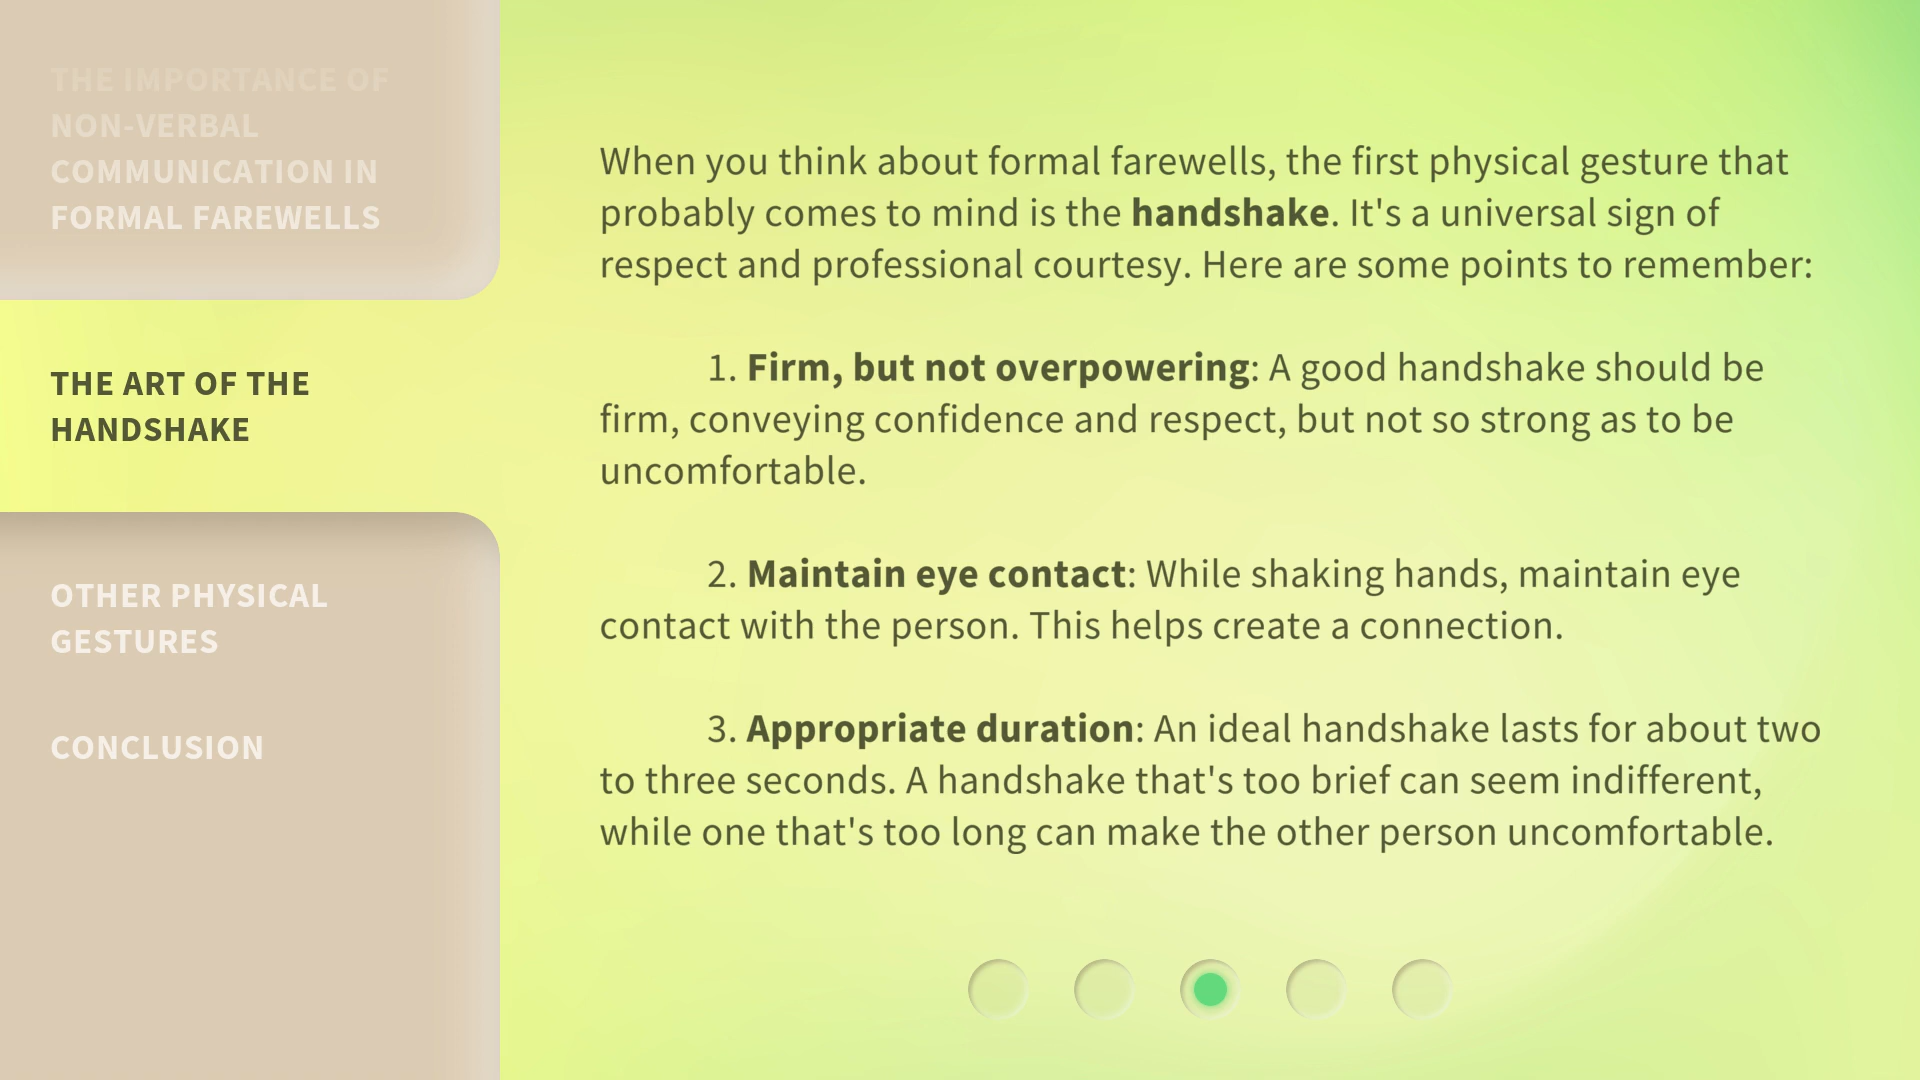 THE IMPORTANCE OF
NON-VERBAL
COMMUNICATION IN
FORMAL FAREWELLS
THE ART OF THE
HANDSHAKE
OTHER PHYSICAL
GESTURES
CONCLUSION
When you think about formal farewells, the first physical gesture that
probably comes to mind is the handshake. It's a universal sign of
respect and professional courtesy. Here are some points to remember:
1. Firm, but not overpowering: A good handshake should be
firm, conveying confidence and respect, but not so strong as to be
uncomfortable.
2. Maintain eye contact: While shaking hands, maintain eye
contact with the person. This helps create a connection.
3. Appropriate duration: An ideal handshake lasts for about two
to three seconds. A handshake that's too brief can seem indifferent,
while one that's too long can make the other person uncomfortable.